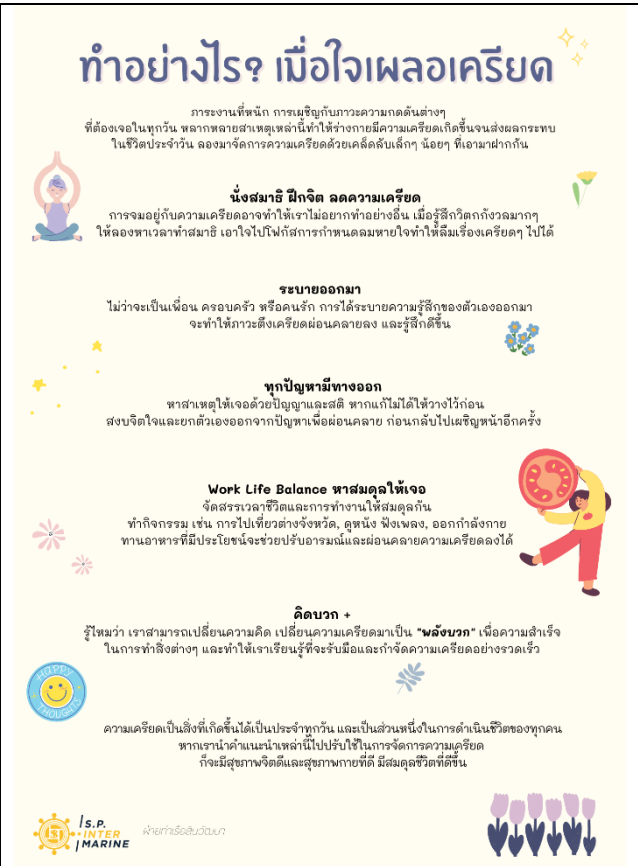 ทำอย่างไร? เมื่อใจเผลอเครียด
ภาระงานที่หนัก การเผชิญกับภาวะความกดดันต่างๆ
ที่ต้องเจอในทุกวัน หลากหลายสาเหตุเหล่านี้ทำให้ร่างกายมีความเครียดเกิดขึ้นจนส่งผลกระทบ
ในชีวิตประจำวัน ลองมาจัดการความเครียดด้วยเคล็ดลับเล็กๆ น้อยๆ ที่เอามาฝากกัน
นั่งสมาธิ ฝึกจิต ลดความเครียด
การจมอยู่กับความเครียดอาจทำให้เราไม่อยากทำอย่างอื่น เมื่อรู้สึกวิตกกังวลมากๆ
ให้ลองหาเวลาทำสมาธิ เอาใจไปโฟกัสการกำหนดลมหายใจทำให้ลืมเรื่องเครียดๆ ไปได้
ระบายออกมา
ไม่ว่าจะเป็นเพื่อน ครอบครัว หรือคนรัก การได้ระบายความรู้สึกของตัวเองออกมา
จะทำให้ภาวะตึงเครียดผ่อนคลายลง และรู้สึกดีขึ้น
ทุกปัญหามีทางออก
หาสาเหตุให้เจอด้วยปัญญาและสติ หากแก้ไม่ได้ให้วางไว้ก่อน
สงบจิตใจและยกตัวเองออกจากปัญหาเพื่อผ่อนคลาย ก่อนกลับไปเผชิญหน้าอีกครั้ง
Work Life Balance หาสมดุลให้เจอ
จัดสรรเวลาชีวิตและการทำงานให้สมดุลกัน
ทำกิจกรรม เช่น การไปเที่ยวต่างจังหวัด, ดูหนัง ฟังเพลง, ออกกำลังกาย
ทานอาหารที่มีประโยชน์จะช่วยปรับอารมณ์และผ่อนคลายความเครียดลงได้
คิดบวก +
รู้ไหมว่า เราสามารถเปลี่ยนความคิด เปลี่ยนความเครียดมาเป็น "พลังบวก" เพื่อความสำเร็จ
ในการทำสิ่งต่างๆ และทำให้เราเรียนรู้ที่จะรับมือและกำจัดความเครียดอย่างรวดเร็ว
HAPPY
THOUGHTS
ความเครียดเป็นสิ่งที่เกิดขึ้นได้เป็นประจำทุกวัน และเป็นส่วนหนึ่งในการดำเนินชีวิตของทุกคน
หากเรานำคำแนะนำเหล่านี้ไปปรับใช้ในการจัดการความเครียด
ก็จะมีสุขภาพจิตดีและสุขภาพกายที่ดี มีสมดุลชีวิตที่ดีขึ้น
S.P.
INTER
MARINE
ฝ่ายท่าเรือสินวัฒนา